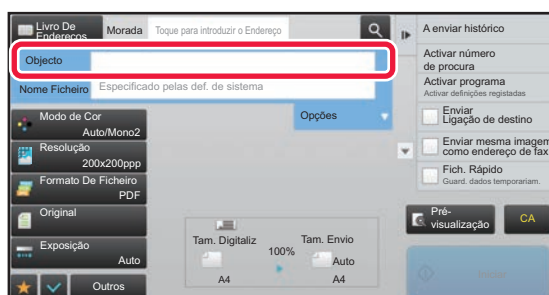 Livro De
Endereços
Morada
Toque para introduzir o Endereço
Objecto
Nome Ficheiro
Especificado pelas def. de sistema
Opções
Modo de Cor
Auto/Mono2
Resolução
200x200ppp
Formato De Ficheiro
PDF
Original
Exposição
Auto
Outros
Tam. Digitaliz
100%
Tam. Envio
Auto
A4
A4
A enviar histórico
Activar número
de procura
Activar programa
Activar definições registadas
Enviar
Ligação de destino
Enviar mesma imagem
como endereço de fax
Fich. Rápido
Guard. dados temporariam.
Pré-
visualização
CA